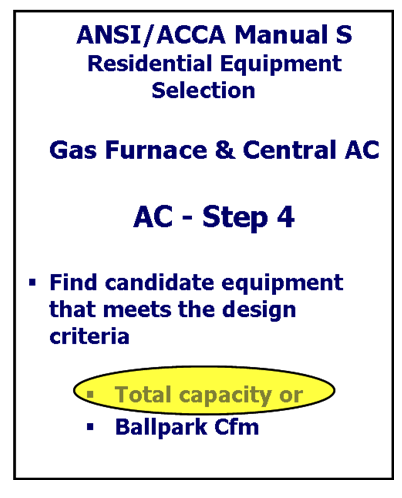 ANSI/ACCA Manual S
Residential Equipment
Selection
Gas Furnace & Central AC
AC - Step 4
▪ Find candidate equipment
that meets the design
criteria
▪ Total capacity or
▪ Ballpark Cfm